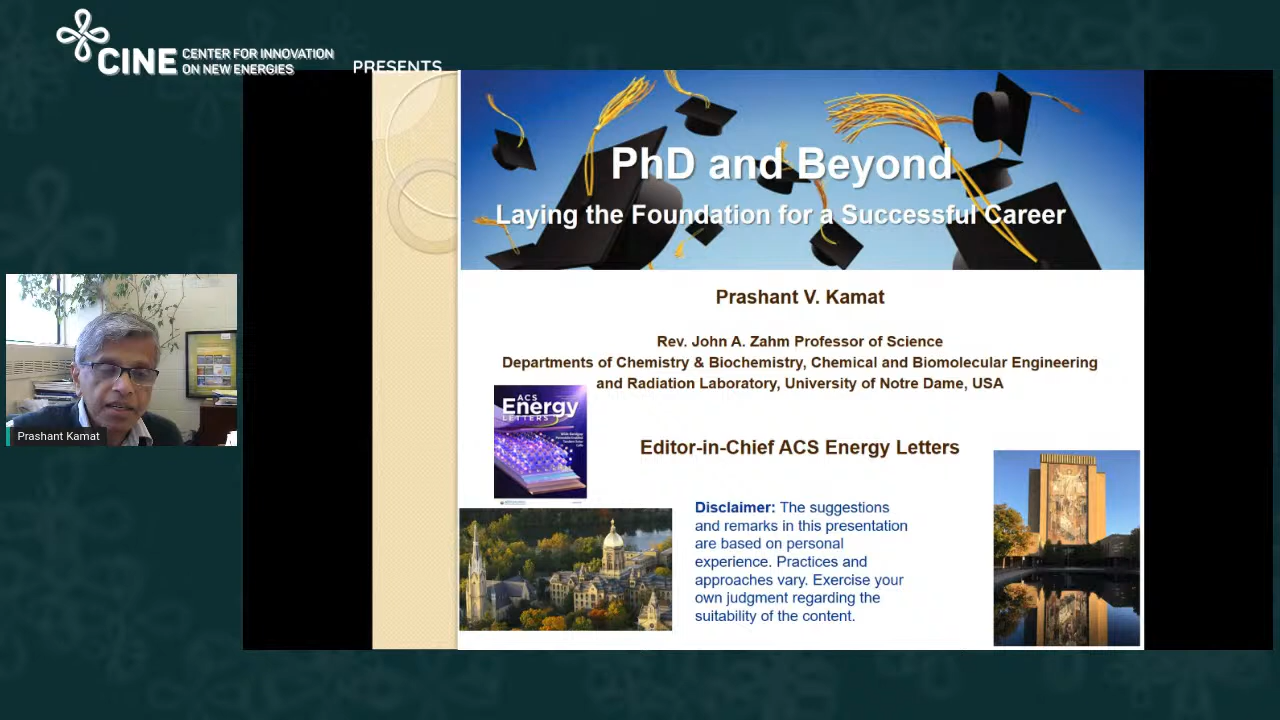 CINE
CENTER FOR INNOVATION
ON NEW ENERGIES
PRESENTS
PhD and Beyond
Laying the Foundation for a Successful Career
Prashant V. Kamat
Rev. John A. Zahm Professor of Science
Departments of Chemistry & Biochemistry, Chemical and Biomolecular Engineering
and Radiation Laboratory, University of Notre Dame, USA
ACS
Energy
LETTERS
Editor-in-Chief ACS Energy Letters
Disclaimer: The suggestions
and remarks in this presentation
are based on personal
experience. Practices and
approaches vary. Exercise your
own judgment regarding the
suitability of the content.
Prashant Kamat